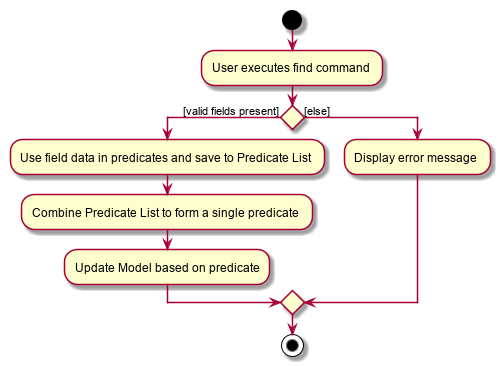 User executes find command
[valid fields present]
[else]
Use field data in predicates and save to Predicate List
Display error message
Combine Predicate List to form a single predicate
Update Model based on predicate